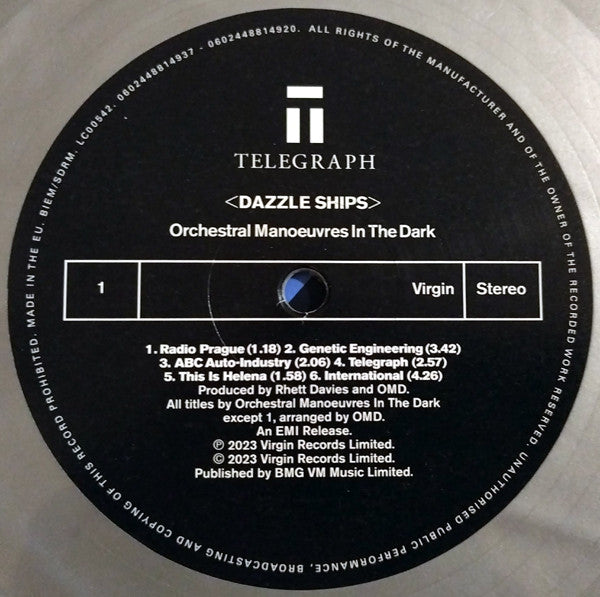 TELEGRAPH
<DAZZLE SHIPS>
Orchestral Manoeuvres In The Dark
1
Virgin
Stereo
1. Radio Prague (1.18) 2. Genetic Engineering (3.42)
3. ABC Auto-Industry (2.06) 4. Telegraph (2.57)
5. This Is Helena (1.58) 6. International (4.26)
Produced by Rhett Davies and OMD.
All titles by Orchestral Manoeuvres In The Dark
except 1, arranged by OMD.
An EMI Release.
℗ 2023 Virgin Records Limited.
© 2023 Virgin Records Limited.
Published by BMG VM Music Limited.
MADE IN THE EU. BIEM/SDRM. LC00542. 0602448814937 - 0602448814920. ALL RIGHTS OF THE MANUFACTURER AND OF THE OWNER OF THE RECORDED WORK RESERVED. UNAUTHORISED PUBLIC PERFORMANCE, BROADCASTING AND COPYING OF THIS RECORD PROHIBITED.